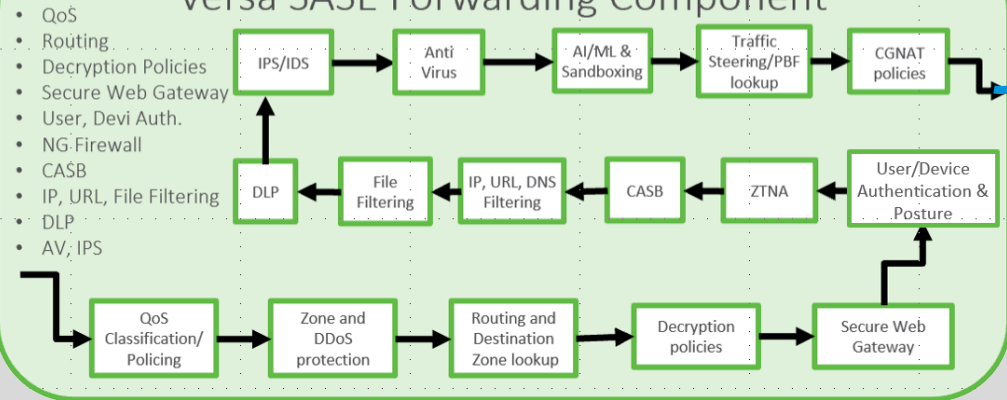 Versa SASE Forwarding Component
• QoS
• Routing
• Decryption Policies
• Secure Web Gateway
• User, Devi Auth.
• NG Firewall
• CASB
• IP, URL, File Filtering
• DLP
• AV, IPS
IPS/IDS
Anti
Virus
AI/ML &
Sandboxing
Traffic
Steering/PBF
lookup
CGNAT
policies
DLP
File
Filtering
IP, URL, DNS
Filtering
CASB
ZTNA
User/Device
Authentication &
Posture
QoS
Classification/
Policing
Zone and
DDoS
protection
Routing and
Destination
Zone lookup
Decryption
policies
Secure Web
Gateway